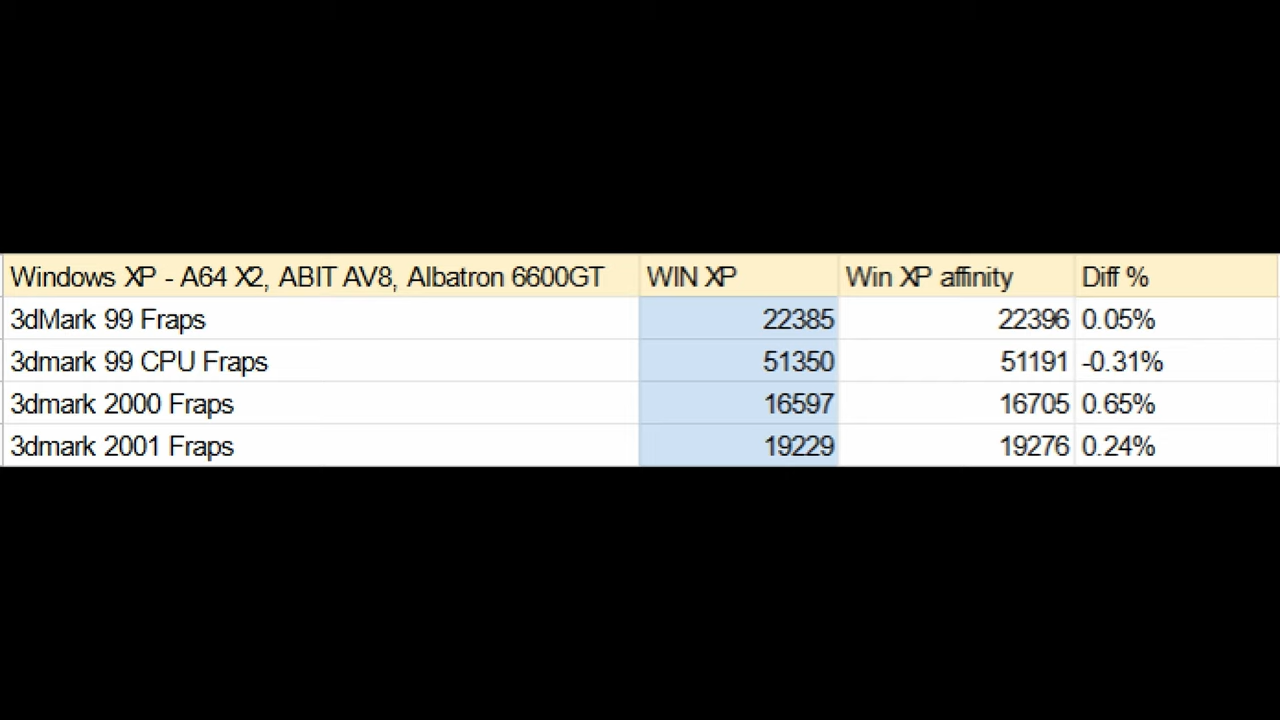 Windows XP - A64 X2, ABIT AV8, Albatron 6600GT WIN XP Win XP affinity Diff %
3dMark 99 Fraps 22385 22396 0.05%
3dmark 99 CPU Fraps 51350 51191 -0.31%
3dmark 2000 Fraps 16597 16705 0.65%
3dmark 2001 Fraps 19229 19276 0.24%